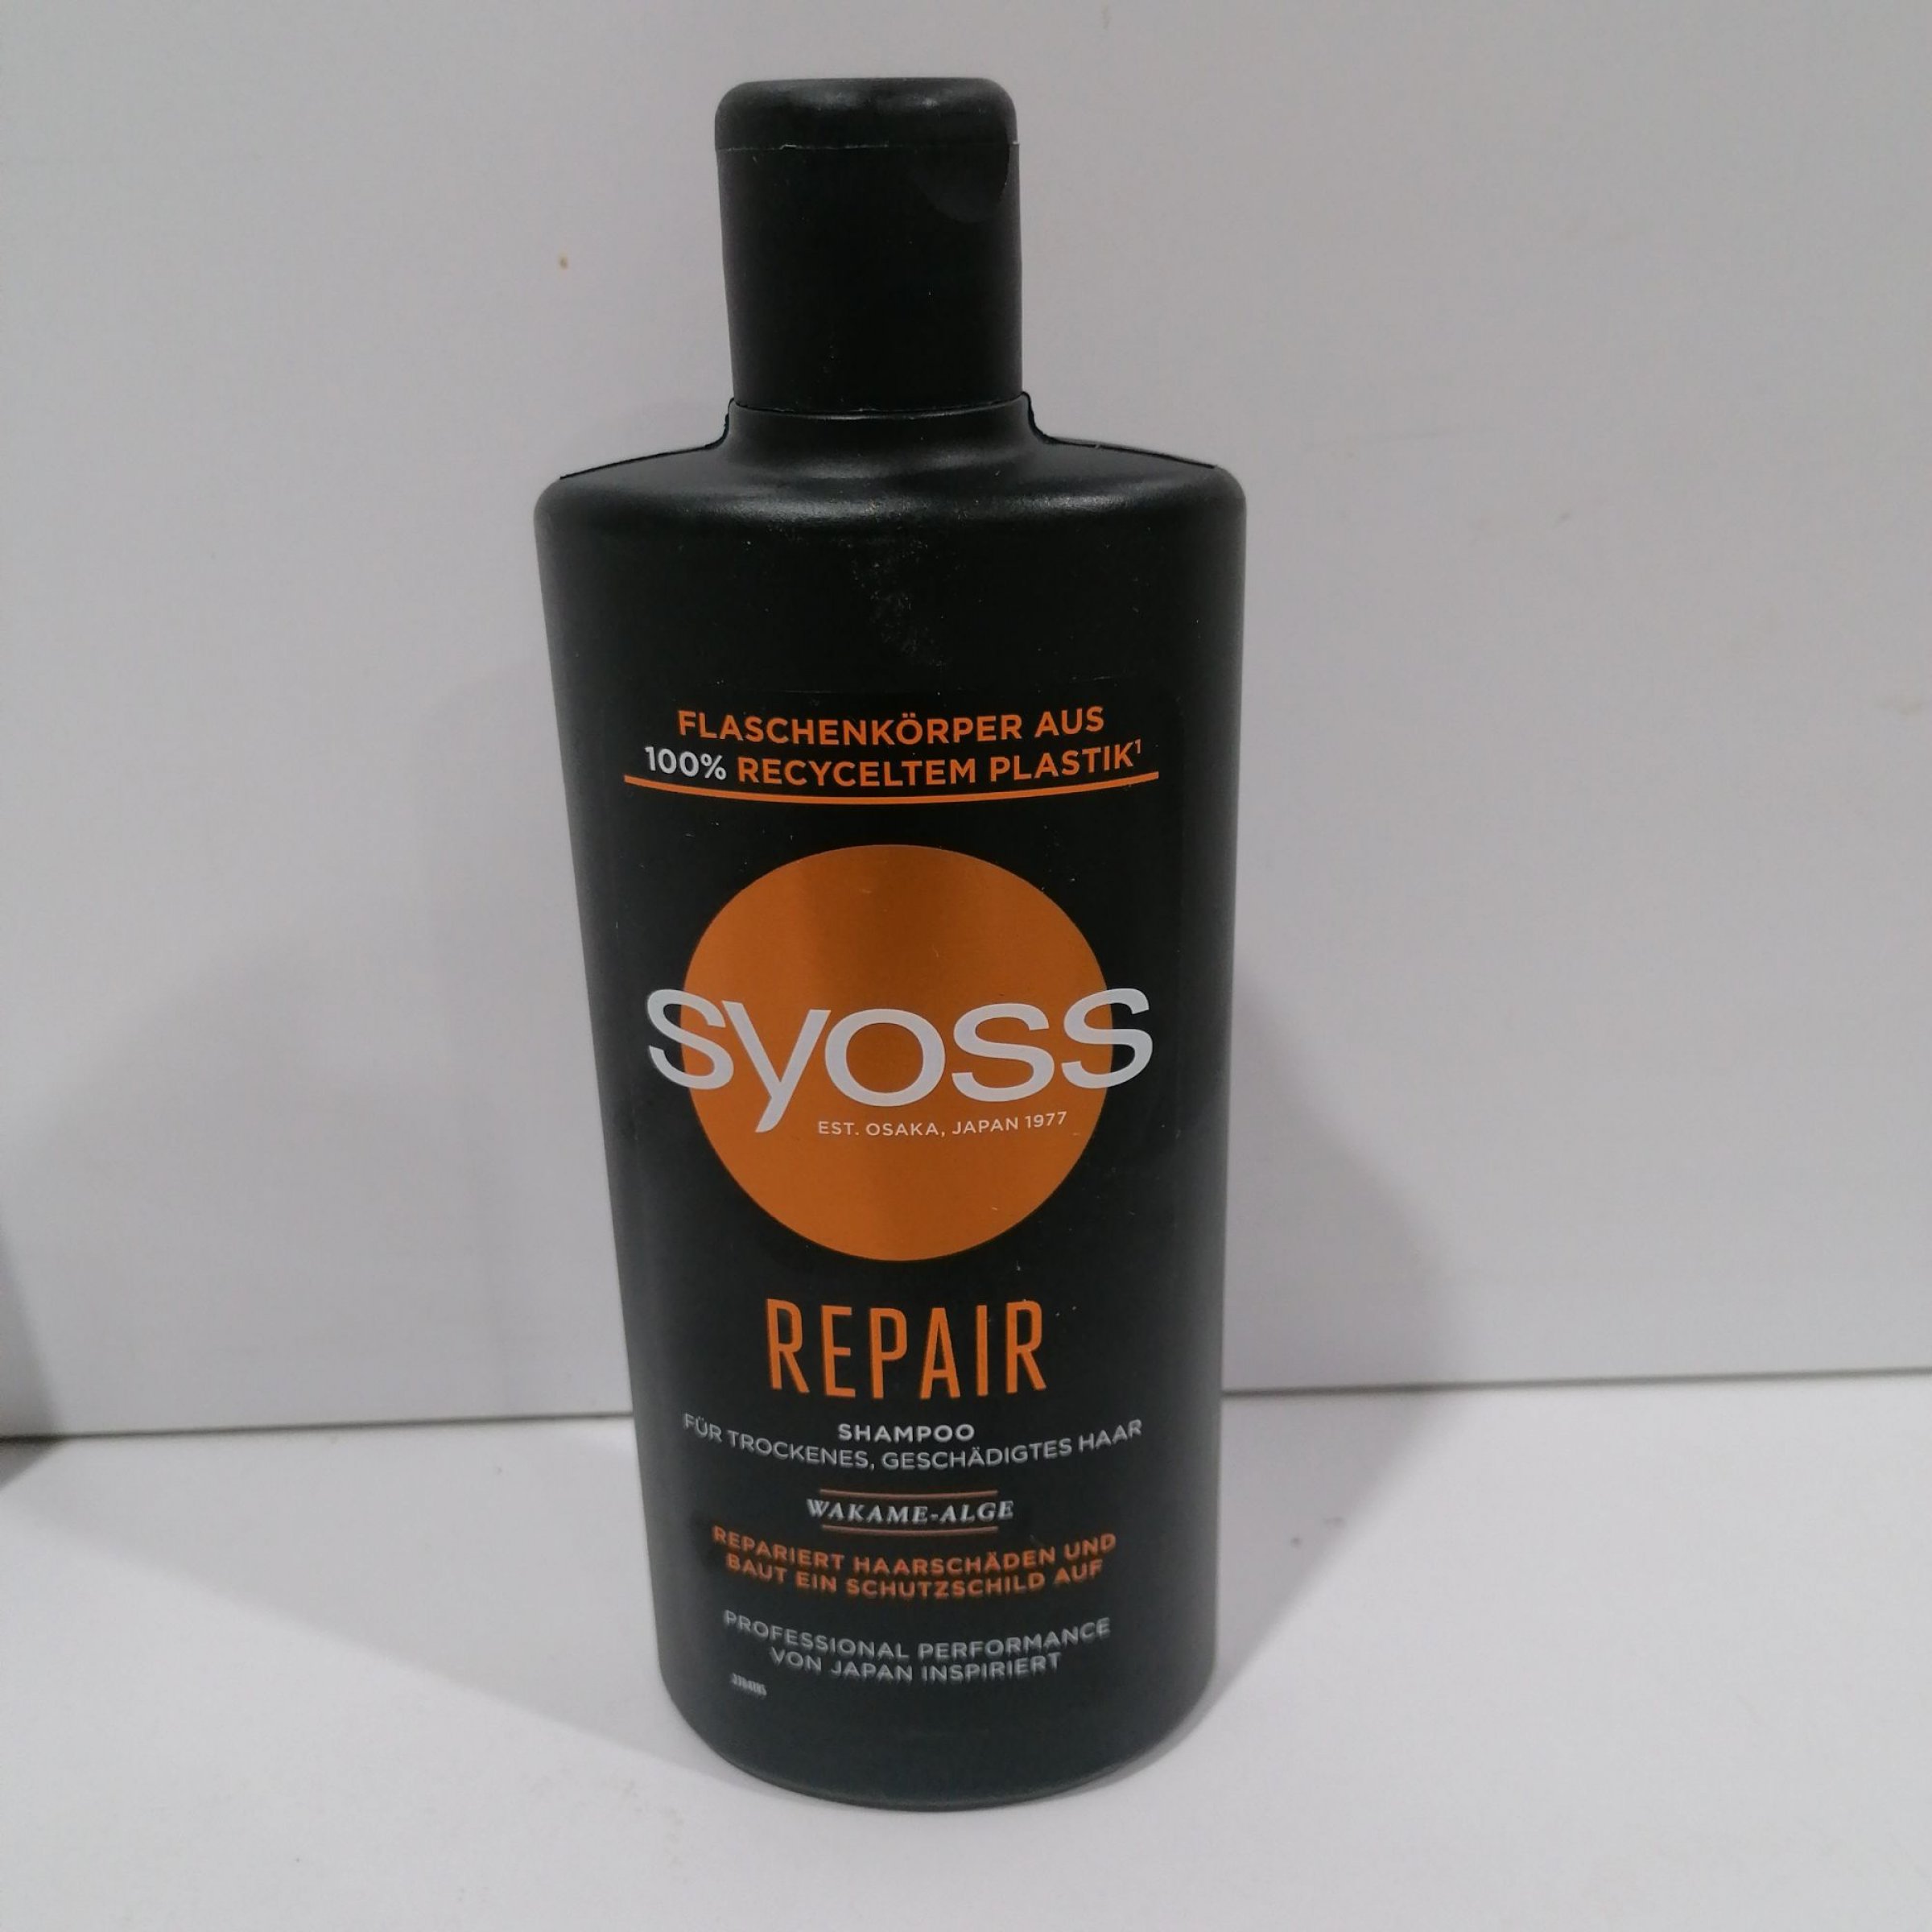 FLASCHENKÖRPER AUS
100% RECYCELTEM PLASTIK¹
syoss
EST. OSAKA, JAPAN 1977
REPAIR
SHAMPOO
FÜR TROCKENES, GESCHÄDIGTES HAAR
WAKAME-ALGE
REPARIERT HAARSCHÄDEN UND
BAUT EIN SCHUTZSCHILD AUF
PROFESSIONAL PERFORMANCE
VON JAPAN INSPIRIERT